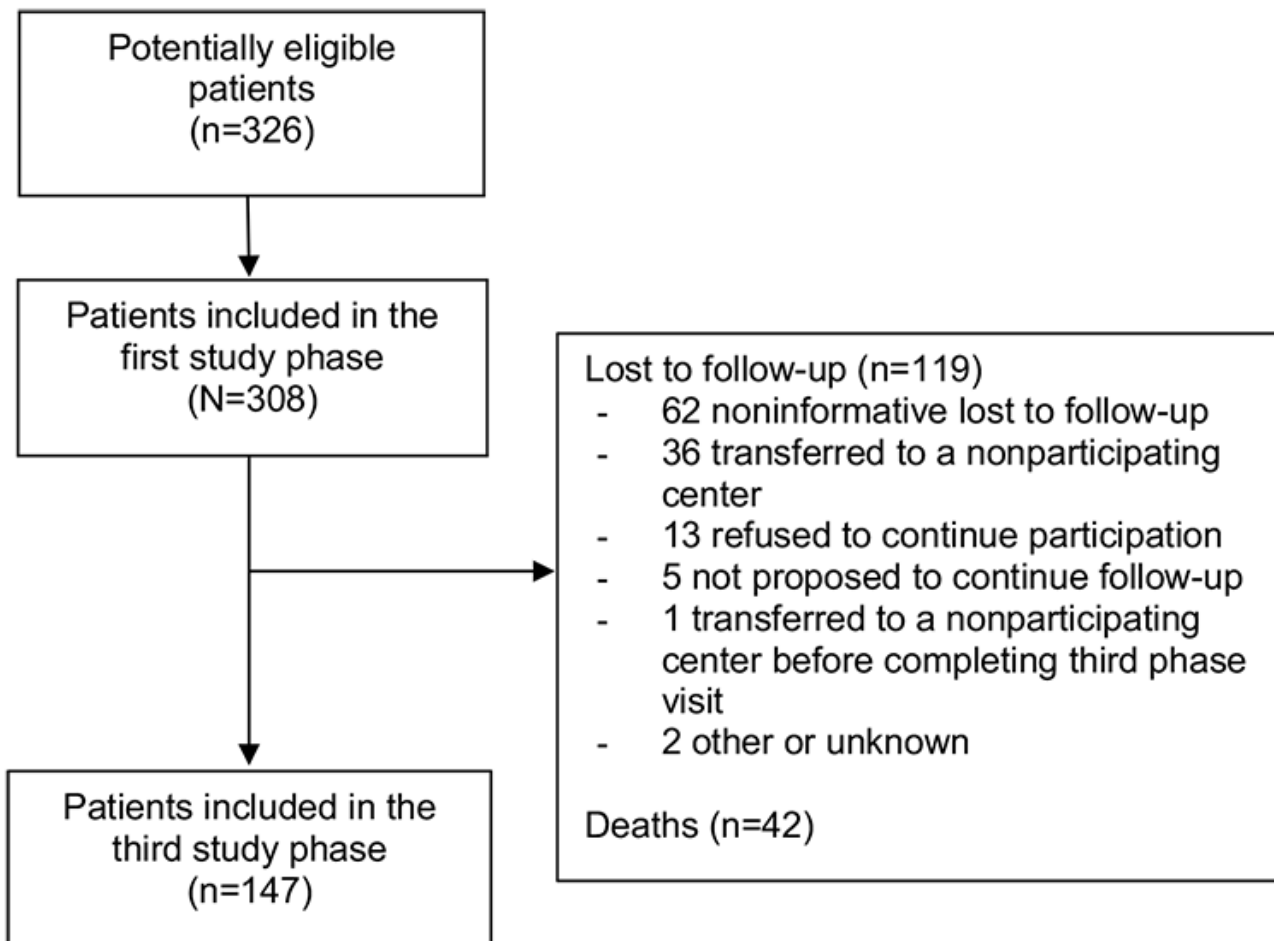 Potentially eligible
patients
(n=326)
Patients included in the
first study phase
(N=308)
Lost to follow-up (n=119)
- 62 noninformative lost to follow-up
- 36 transferred to a nonparticipating
center
- 13 refused to continue participation
- 5 not proposed to continue follow-up
- 1 transferred to a nonparticipating
center before completing third phase
visit
- 2 other or unknown
Deaths (n=42)
Patients included in the
third study phase
(n=147)